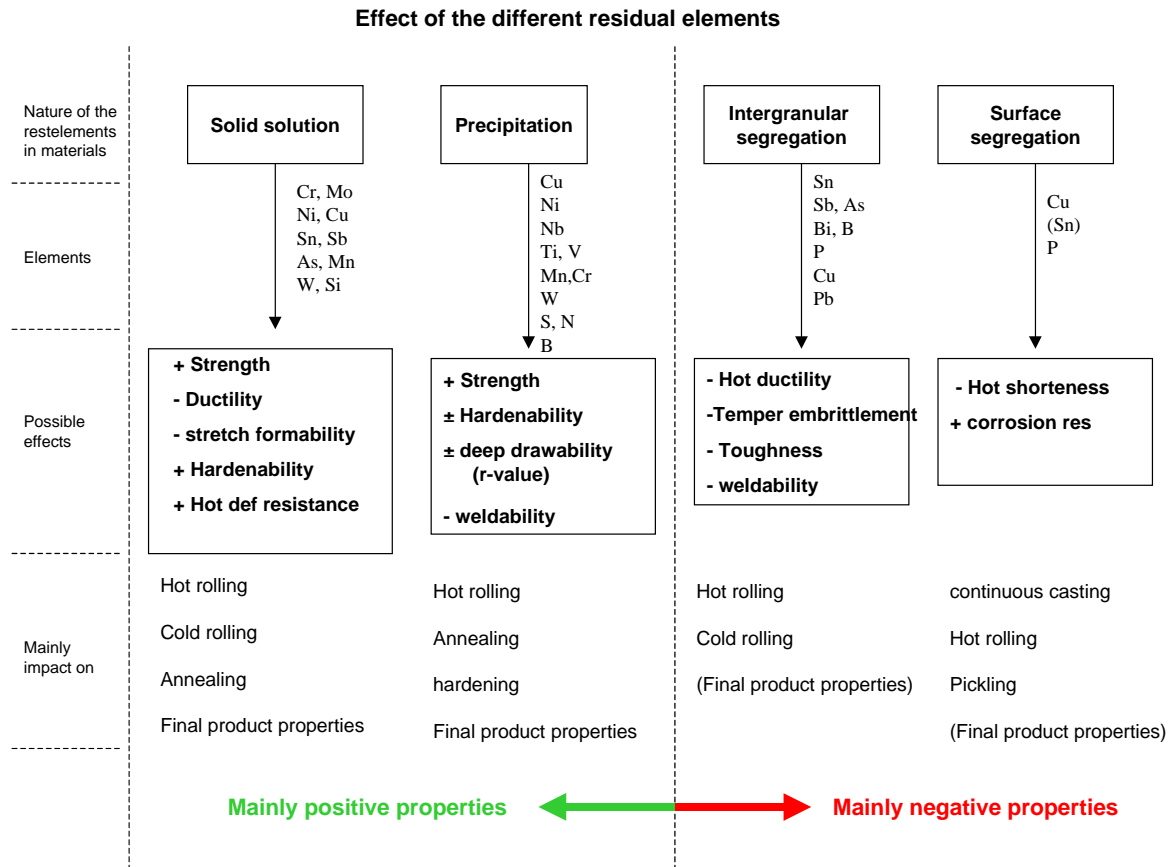 Effect of the different residual elements
Nature of the
restelements
in materials
Solid solution
Precipitation
Intergranular
segregation
Surface
segregation
Elements
Cr, Mo
Ni, Cu
Sn, Sb
As, Mn
W, Si
Cu
Ni
Nb
Ti, V
Mn,Cr
W
S, N
B
Sn
Sb, As
Bi, B
P
Cu
Pb
Cu
(Sn)
P
Possible
effects
+ Strength
- Ductility
- stretch formability
+ Hardenability
+ Hot def resistance
+ Strength
± Hardenability
± deep drawability
(r-value)
- weldability
- Hot ductility
-Temper embrittlement
- Toughness
- weldability
- Hot shorteness
+ corrosion res
Mainly
impact on
Hot rolling
Cold rolling
Annealing
Final product properties
Hot rolling
Annealing
hardening
Final product properties
Hot rolling
Cold rolling
(Final product properties)
continuous casting
Hot rolling
Pickling
(Final product properties)
Mainly positive properties
Mainly negative properties